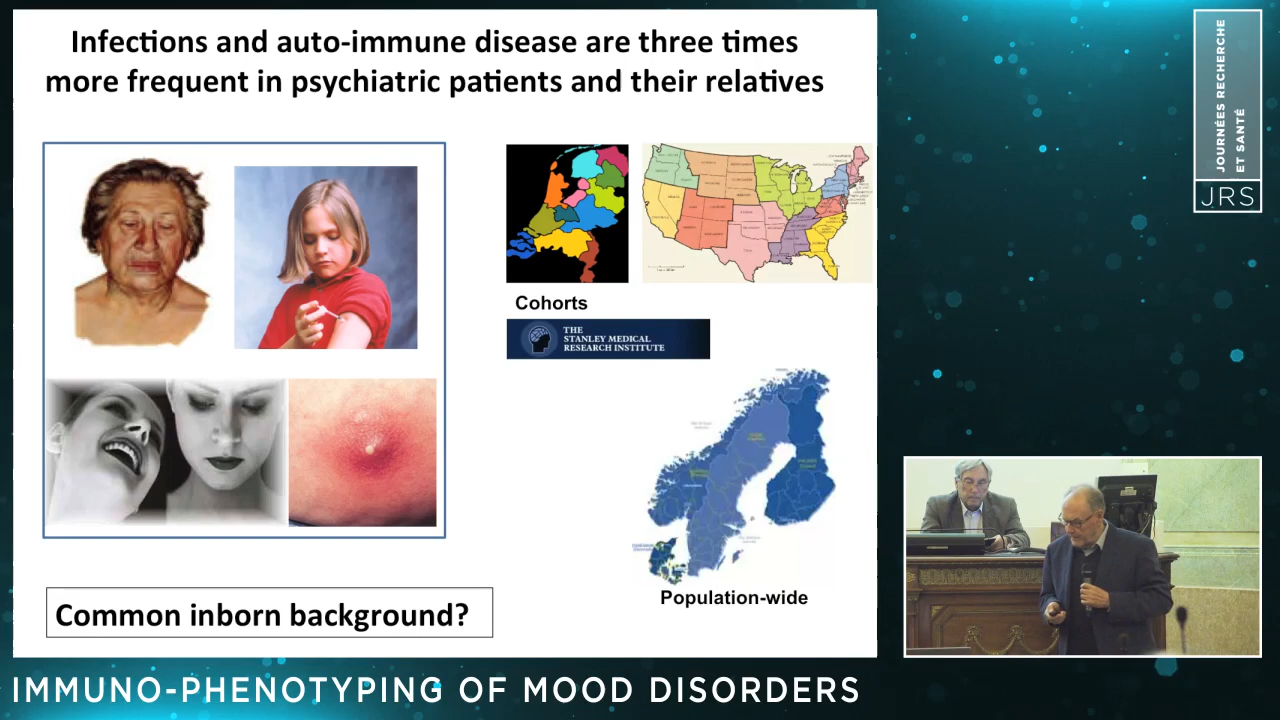 Infections and auto-immune disease are three times
more frequent in psychiatric patients and their relatives
Cohorts
THE
STANLEY MEDICAL
RESEARCH INSTITUTE
Population-wide
Common inborn background?
JOURNÉES RECHERCHE
ET SANTÉ
JRS
IMMUNO-PHENOTYPING OF MOOD DISORDERS